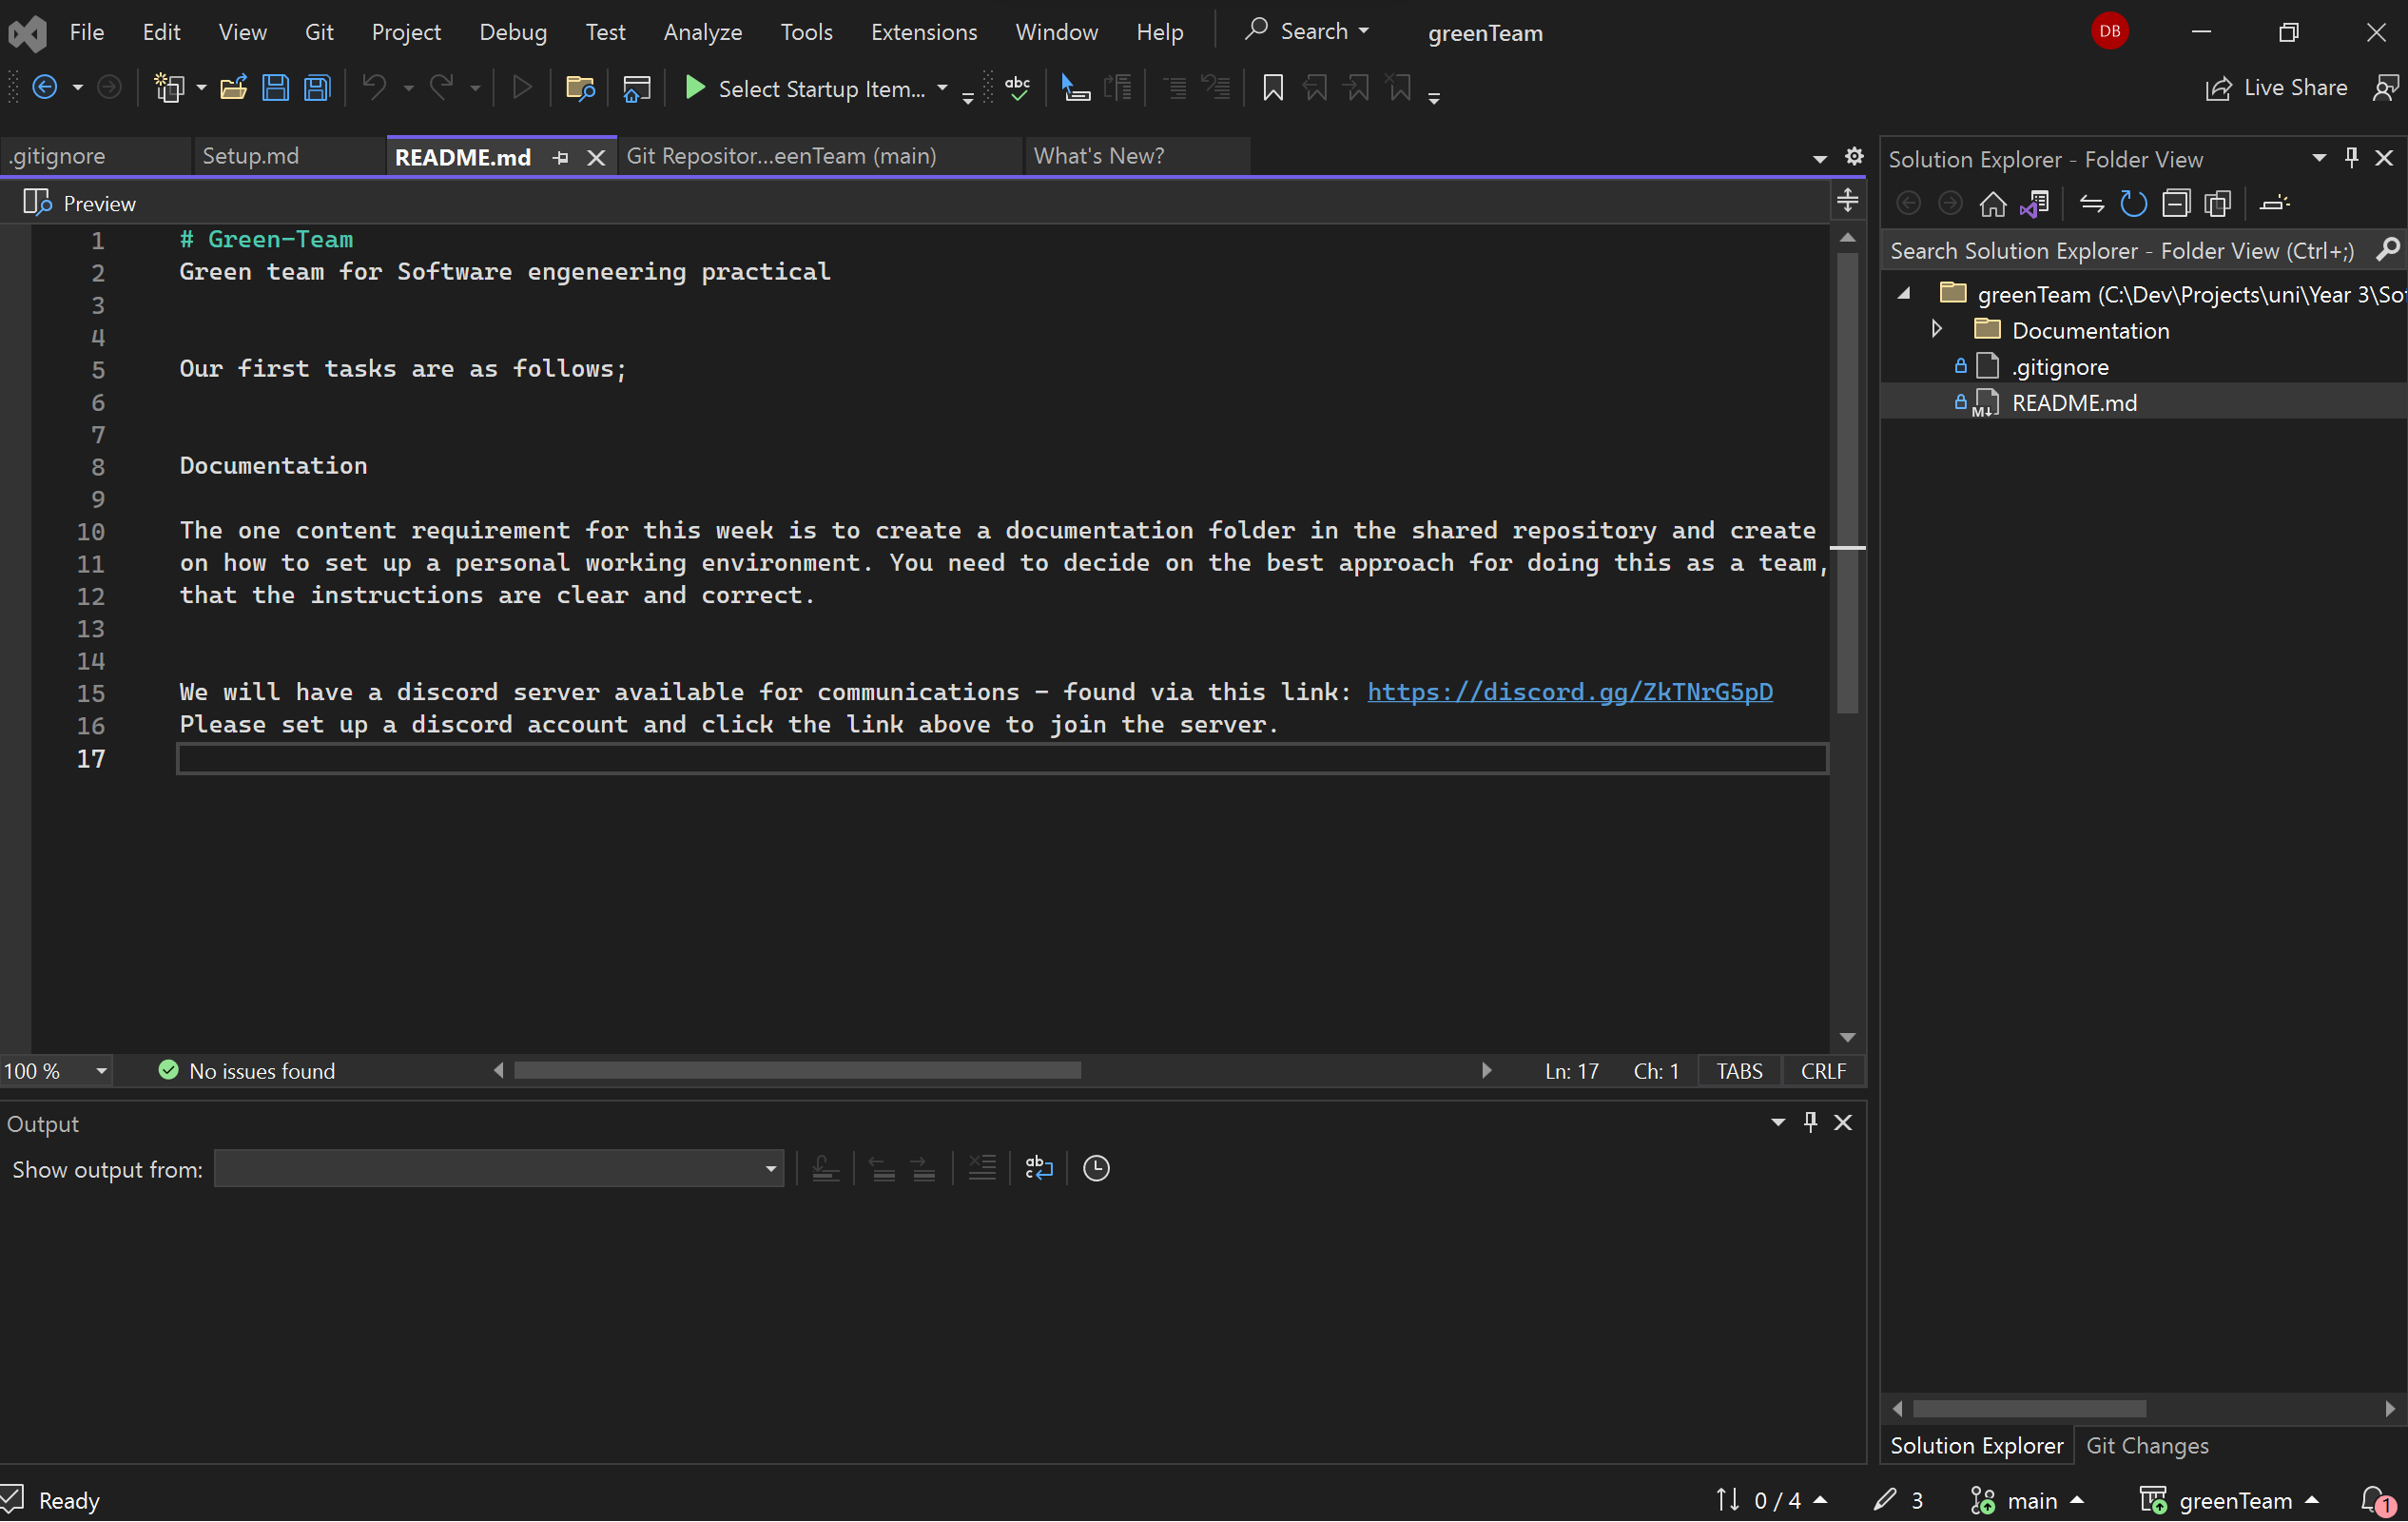 File Edit View Git Project Debug Test Analyze Tools Extensions Window Help Search greenTeam DB
Select Startup Item... abc Live Share
.gitignore Setup.md README.md Git Repositor...eenTeam (main) What's New?
Preview
1 # Green-Team
2 Green team for Software engeneering practical
3
4
5 Our first tasks are as follows;
6
7
8 Documentation
9
10 The one content requirement for this week is to create a documentation folder in the shared repository and create
11 on how to set up a personal working environment. You need to decide on the best approach for doing this as a team,
12 that the instructions are clear and correct.
13
14
15 We will have a discord server available for communications - found via this link: https://discord.gg/ZkTNrG5pD
16 Please set up a discord account and click the link above to join the server.
17
100 % No issues found Ln: 17 Ch: 1 TABS CRLF
Output
Show output from:
Solution Explorer - Folder View
Search Solution Explorer - Folder View (Ctrl+;)
greenTeam (C:\Dev\Projects\uni\Year 3\So
Documentation
.gitignore
README.md
Solution Explorer Git Changes
Ready 0 / 4 3 main greenTeam 1